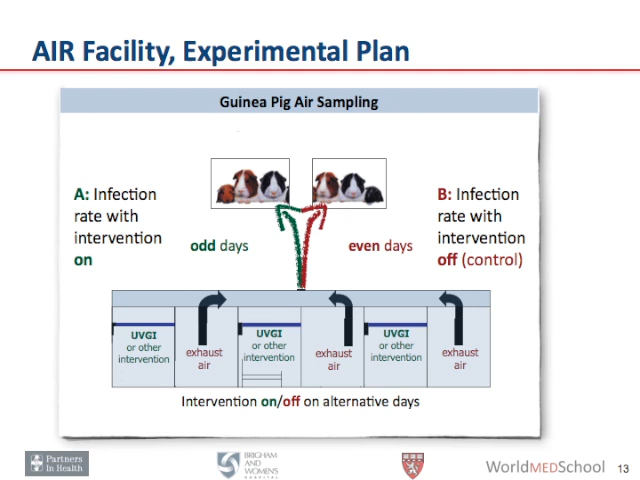 AIR Facility, Experimental Plan
Guinea Pig Air Sampling
A: Infection
rate with
intervention
on
B: Infection
rate with
intervention
off (control)
odd days
even days
UVGI
or other
intervention
exhaust
air
UVGI
or other
intervention
exhaust
air
UVGI
or other
intervention
exhaust
air
Intervention on/off on alternative days
Partners
In Health
BRIGHAM
AND
WOMEN'S
HOSPITAL
WorldMEDSchool
13